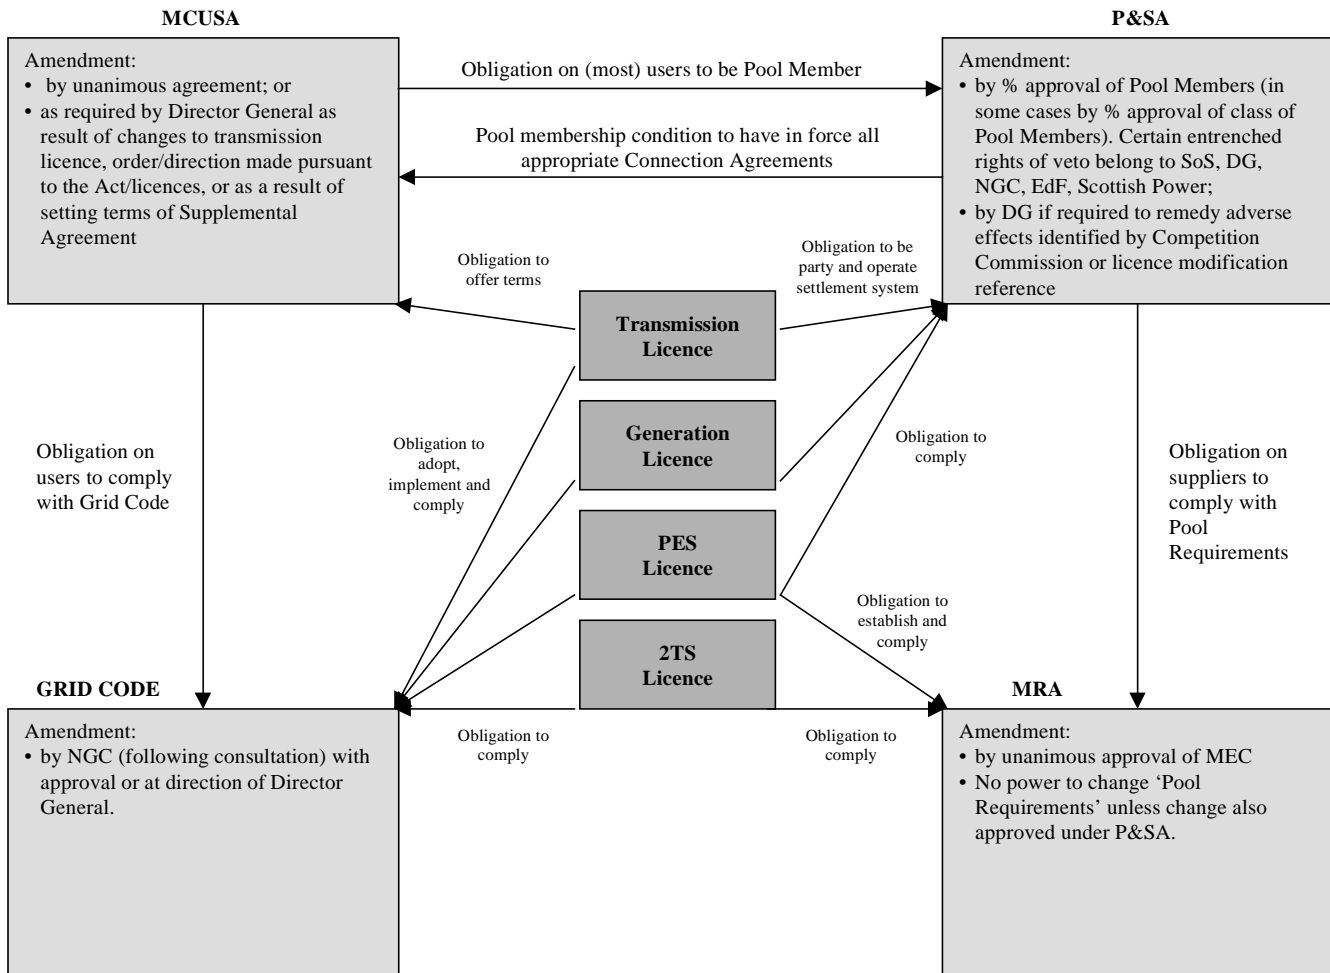 MCUSA
Amendment:
• by unanimous agreement; or
• as required by Director General as
result of changes to transmission
licence, order/direction made pursuant
to the Act/licences, or as a result of
setting terms of Supplemental
Agreement
Obligation on (most) users to be Pool Member
Pool membership condition to have in force all
appropriate Connection Agreements
P&SA
Amendment:
• by % approval of Pool Members (in
some cases by % approval of class of
Pool Members). Certain entrenched
rights of veto belong to SoS, DG,
NGC, EdF, Scottish Power;
• by DG if required to remedy adverse
effects identified by Competition
Commission or licence modification
reference
Obligation to
offer terms
Obligation to be
party and operate
settlement system
Transmission
Licence
Generation
Licence
PES
Licence
2TS
Licence
Obligation on
users to comply
with Grid Code
Obligation to
adopt,
implement and
comply
Obligation to
comply
Obligation on
suppliers to
comply with
Pool
Requirements
Obligation to
establish and
comply
GRID CODE
Amendment:
• by NGC (following consultation) with
approval or at direction of Director
General.
Obligation to
comply
Obligation to
comply
MRA
Amendment:
• by unanimous approval of MEC
• No power to change ‘Pool
Requirements’ unless change also
approved under P&SA.